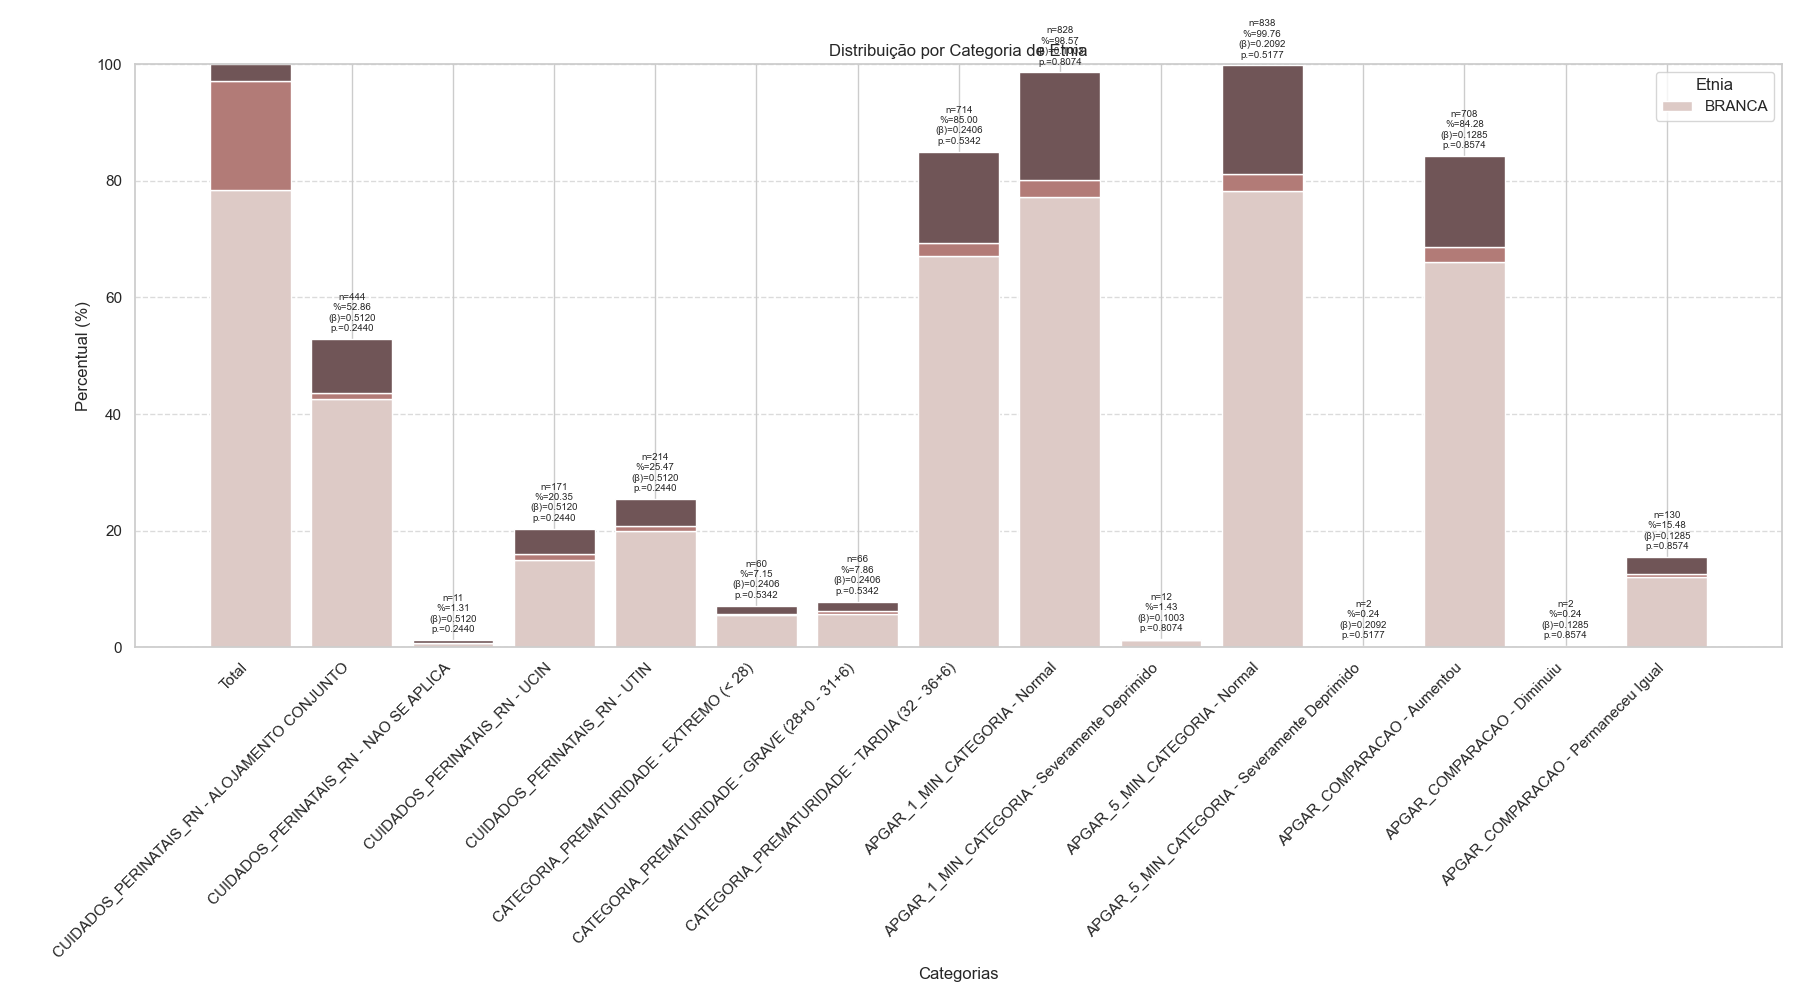 Distribuição por Categoria de Etnia
Etnia
BRANCA
Percentual (%)
100
80
60
40
20
0
n=444
%=52.86
(β)=0.5120
p.=0.2440
n=11
%=1.31
(β)=0.5120
p.=0.2440
n=171
%=20.35
(β)=0.5120
p.=0.2440
n=214
%=25.47
(β)=0.5120
p.=0.2440
n=60
%=7.15
(β)=0.2406
p.=0.5342
n=66
%=7.86
(β)=0.2406
p.=0.5342
n=714
%=85.00
(β)=0.2406
p.=0.5342
n=828
%=98.57
(β)=0.1003
p.=0.8074
n=12
%=1.43
(β)=0.1003
p.=0.8074
n=838
%=99.76
(β)=0.2092
p.=0.5177
n=2
%=0.24
(β)=0.2092
p.=0.5177
n=708
%=84.28
(β)=0.1285
p.=0.8574
n=2
%=0.24
(β)=0.1285
p.=0.8574
n=130
%=15.48
(β)=0.1285
p.=0.8574
Total
CUIDADOS_PERINATAIS_RN - ALOJAMENTO CONJUNTO
CUIDADOS_PERINATAIS_RN - NAO SE APLICA
CUIDADOS_PERINATAIS_RN - UCIN
CUIDADOS_PERINATAIS_RN - UTIN
CATEGORIA_PREMATURIDADE - EXTREMO (< 28)
CATEGORIA_PREMATURIDADE - GRAVE (28+0 - 31+6)
CATEGORIA_PREMATURIDADE - TARDIA (32 - 36+6)
APGAR_1_MIN_CATEGORIA - Normal
APGAR_1_MIN_CATEGORIA - Severamente Deprimido
APGAR_5_MIN_CATEGORIA - Normal
APGAR_5_MIN_CATEGORIA - Severamente Deprimido
APGAR_COMPARACAO - Aumentou
APGAR_COMPARACAO - Diminuiu
APGAR_COMPARACAO - Permaneceu Igual
Categorias